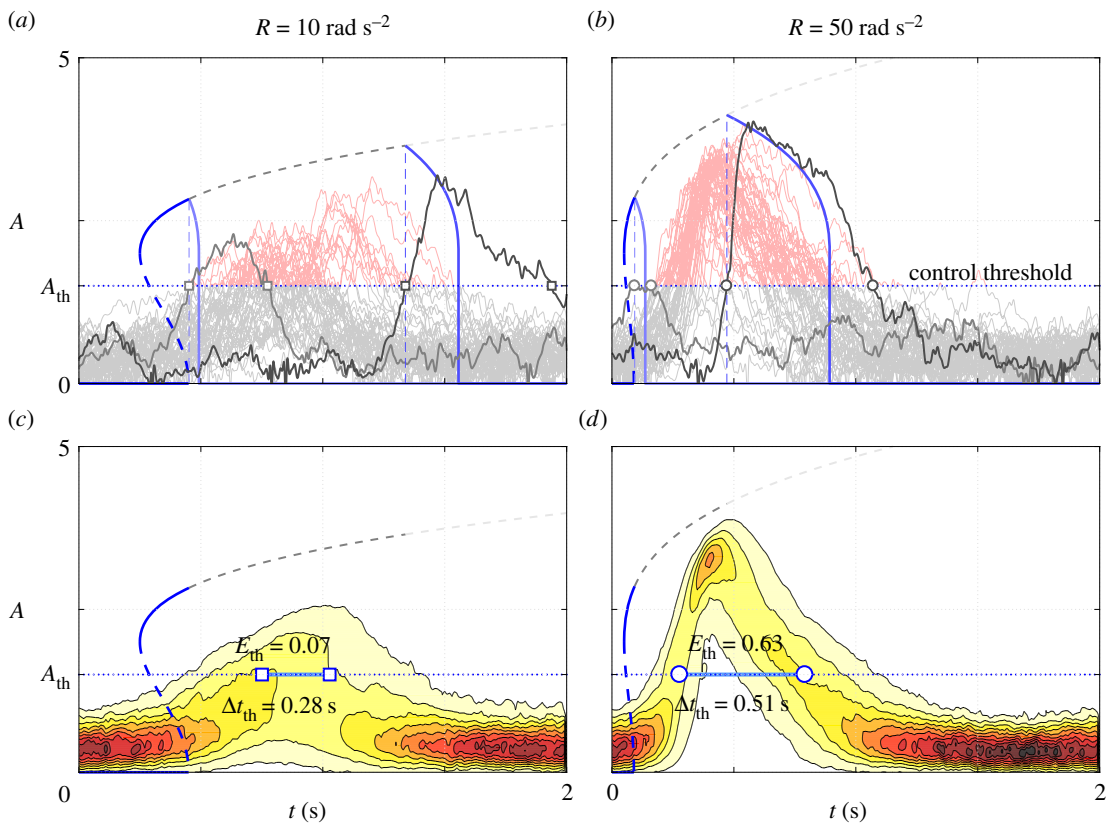 (a) R = 10 rad s⁻² (b) R = 50 rad s⁻²
5
A
A_th control threshold
0
(c) (d)
5
A E_th = 0.07 E_th = 0.63
A_th
Δt_th = 0.28 s Δt_th = 0.51 s
0 2 0 2
t (s) t (s)